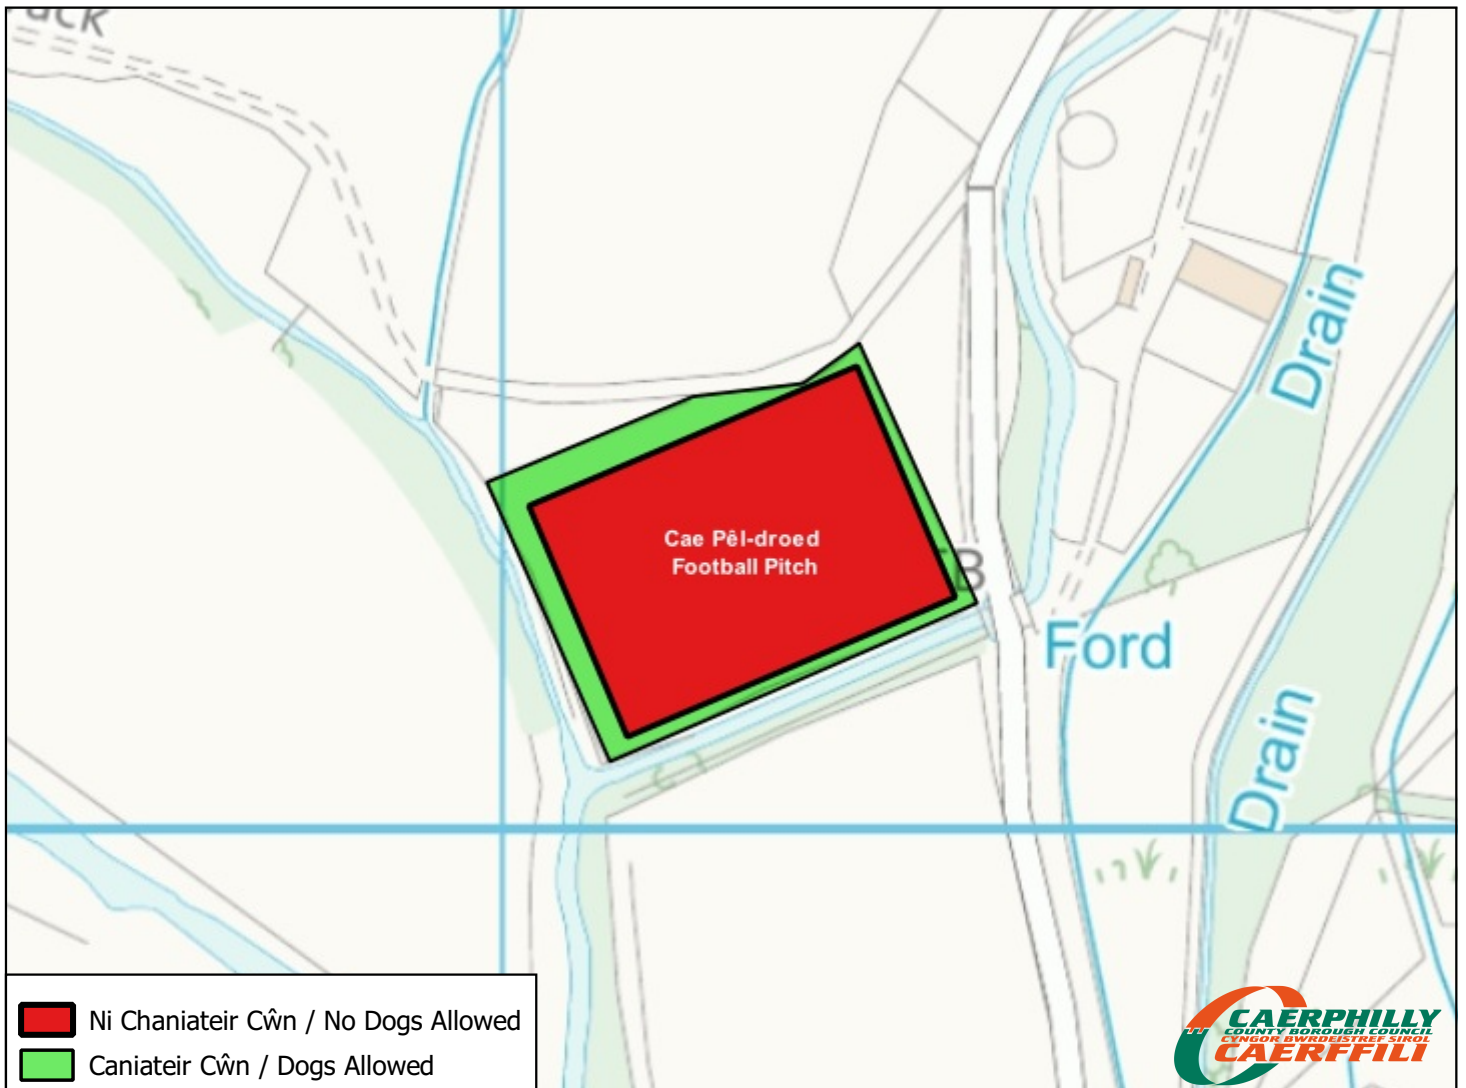 Cae Pêl-droed
Football Pitch
Drain
Ford
Drain
Ni Chaniateir Cŵn / No Dogs Allowed
Caniateir Cŵn / Dogs Allowed
CAERPHILLY
COUNTY BOROUGH COUNCIL
CYNGOR BWRDEISTREF SIROL
CAERFFILI